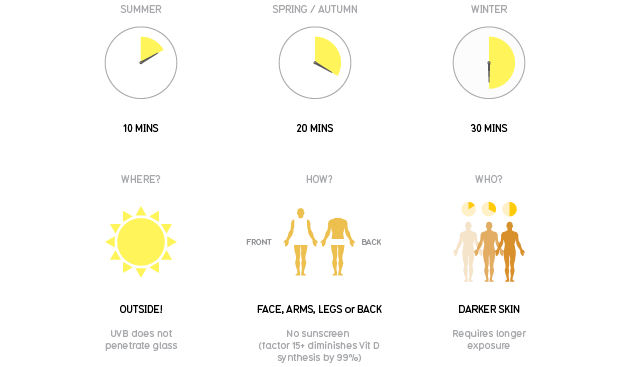 SUMMER
SPRING / AUTUMN
WINTER
10 MINS
20 MINS
30 MINS
WHERE?
HOW?
WHO?
FRONT
BACK
OUTSIDE!
FACE, ARMS, LEGS or BACK
DARKER SKIN
UVB does not
penetrate glass
No sunscreen
(factor 15+ diminishes Vit D
synthesis by 99%)
Requires longer
exposure